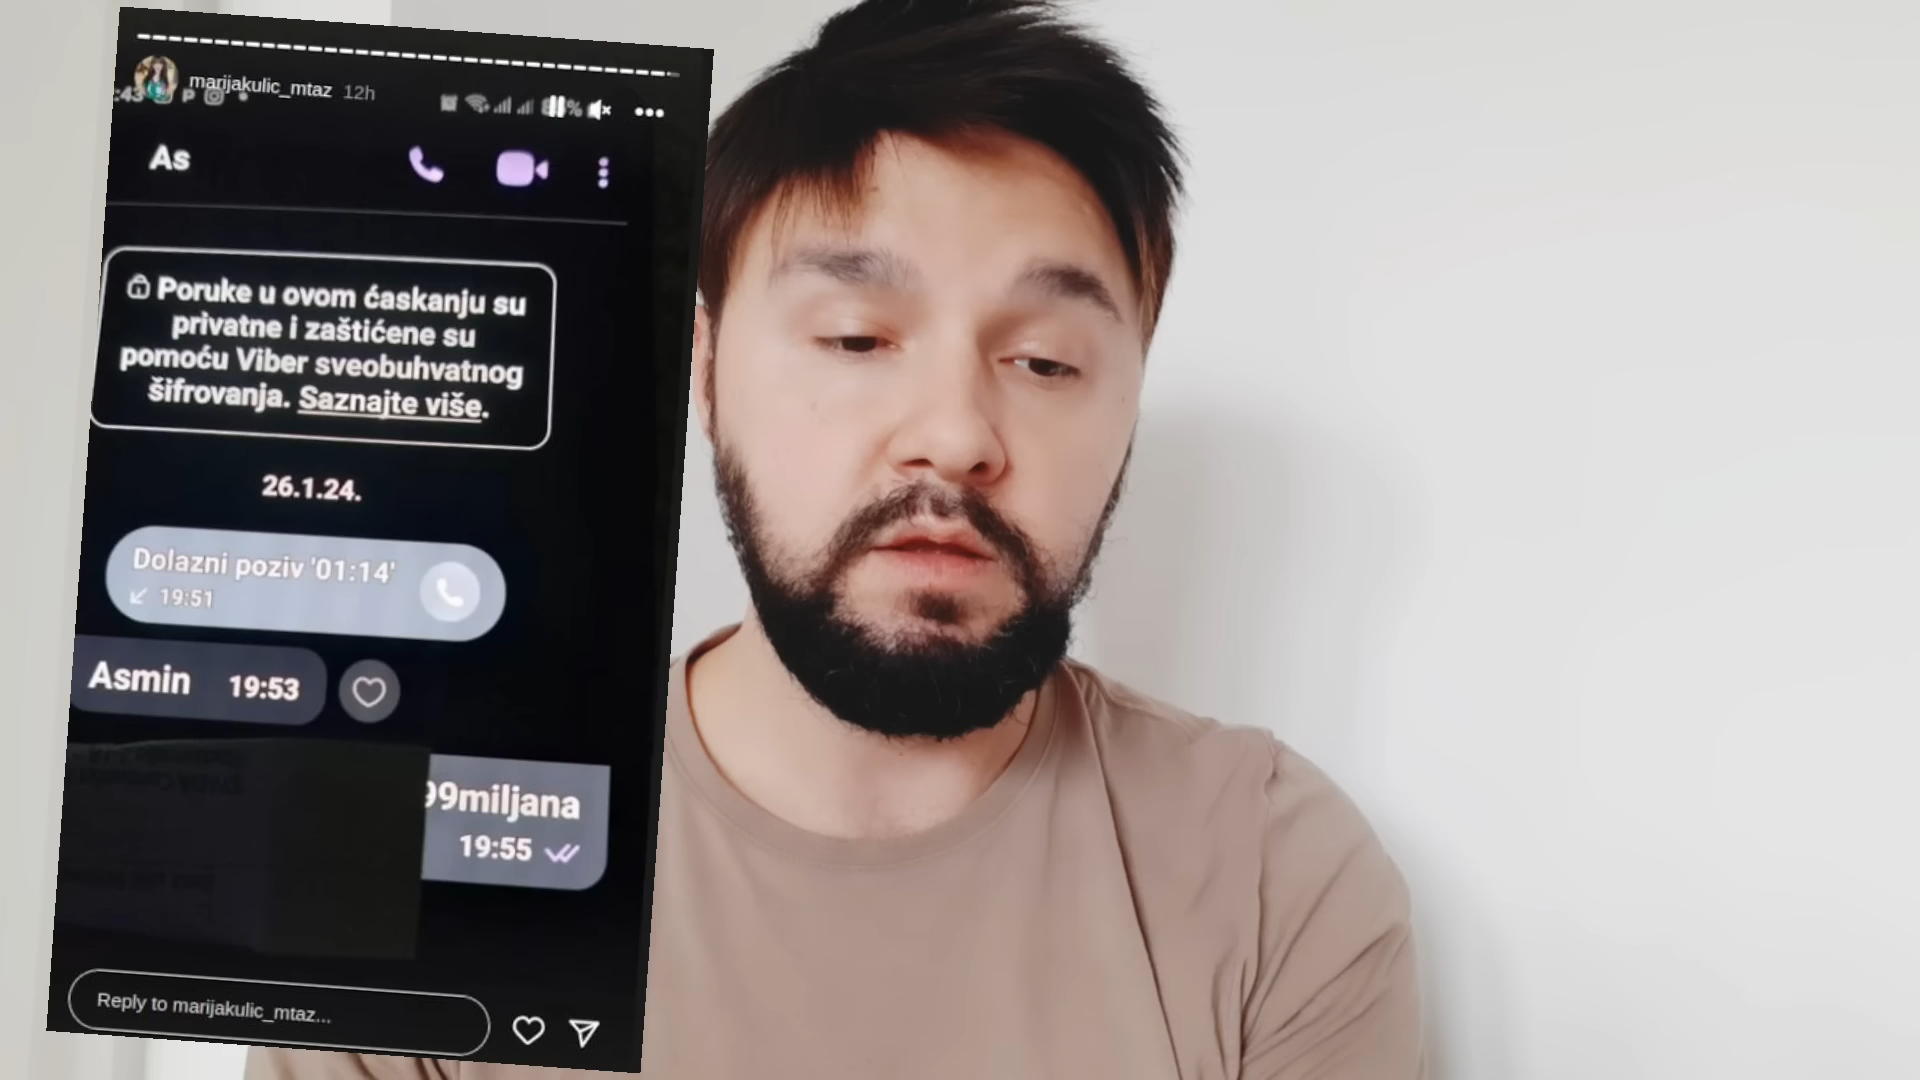 marijakulic_mtaz 12h
:43
As
Poruke u ovom ćaskanju su
privatne i zaštićene su
pomoću Viber sveobuhvatnog
šifrovanja. Saznajte više.
26.1.24.
Dolazni poziv '01:14'
19:51
Asmin 19:53
99miljana
19:55
Reply to marijakulic_mtaz...